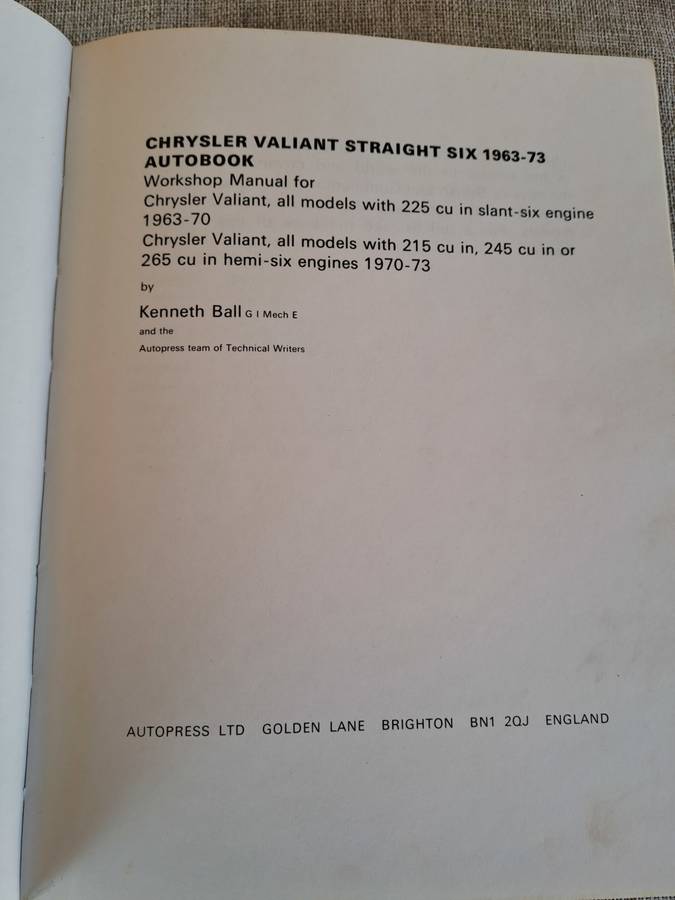 CHRYSLER VALIANT STRAIGHT SIX 1963-73
AUTOBOOK
Workshop Manual for
Chrysler Valiant, all models with 225 cu in slant-six engine
1963-70
Chrysler Valiant, all models with 215 cu in, 245 cu in or
265 cu in hemi-six engines 1970-73
by
Kenneth Ball G I Mech E
and the
Autopress team of Technical Writers
AUTOPRESS LTD GOLDEN LANE BRIGHTON BN1 2QJ ENGLAND